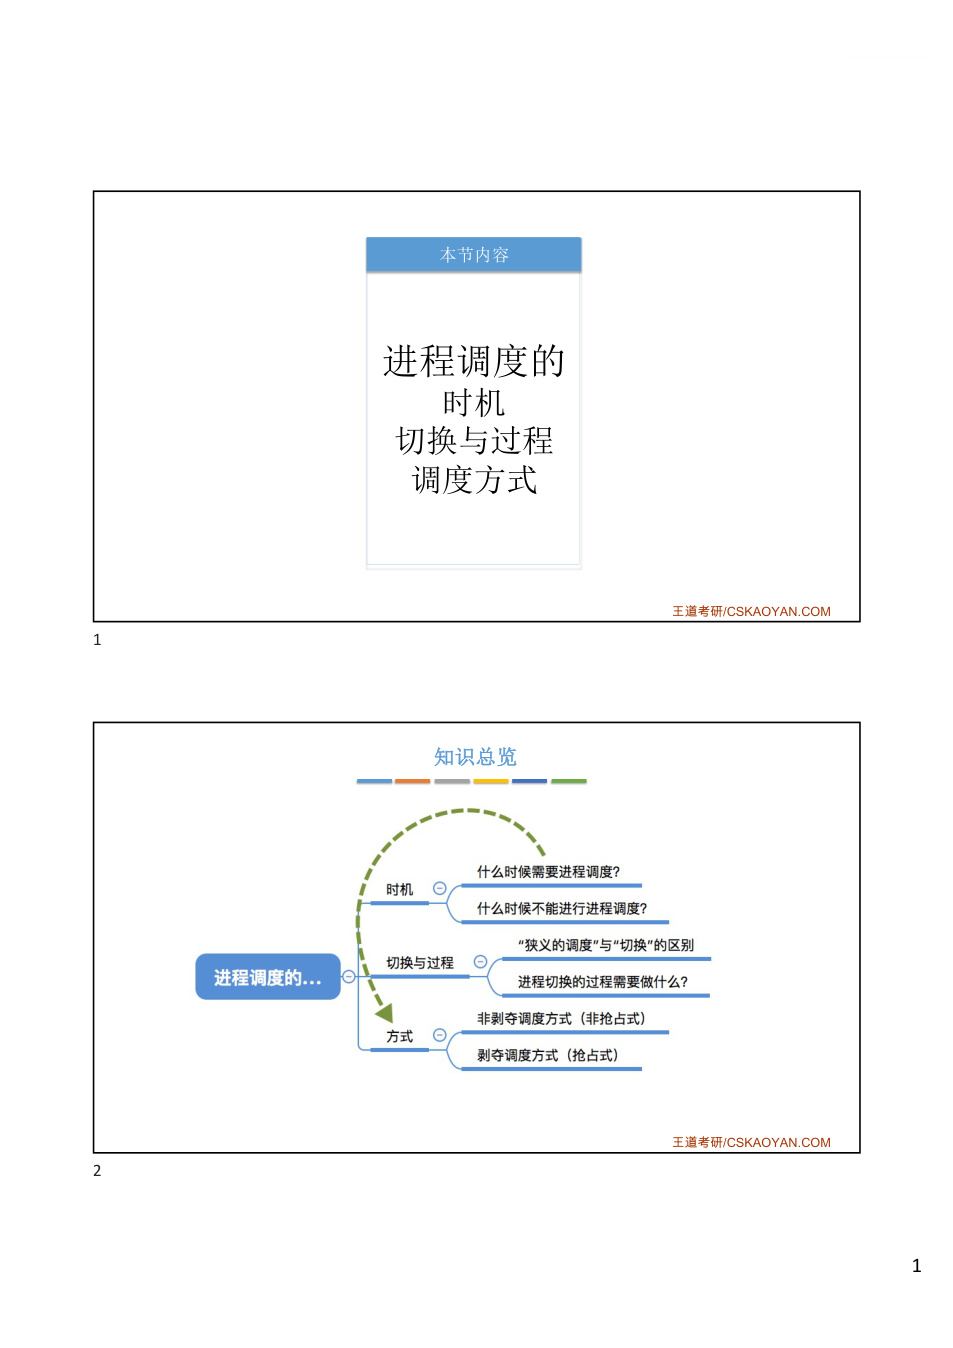 本节内容
进程调度的
时机
切换与过程
调度方式
王道考研/CSKAOYAN.COM
1
知识总览
进程调度的...
时机
什么时候需要进程调度?
什么时候不能进行进程调度?
切换与过程
“狭义的调度”与“切换”的区别
进程切换的过程需要做什么?
方式
非剥夺调度方式（非抢占式）
剥夺调度方式（抢占式）
王道考研/CSKAOYAN.COM
2
1